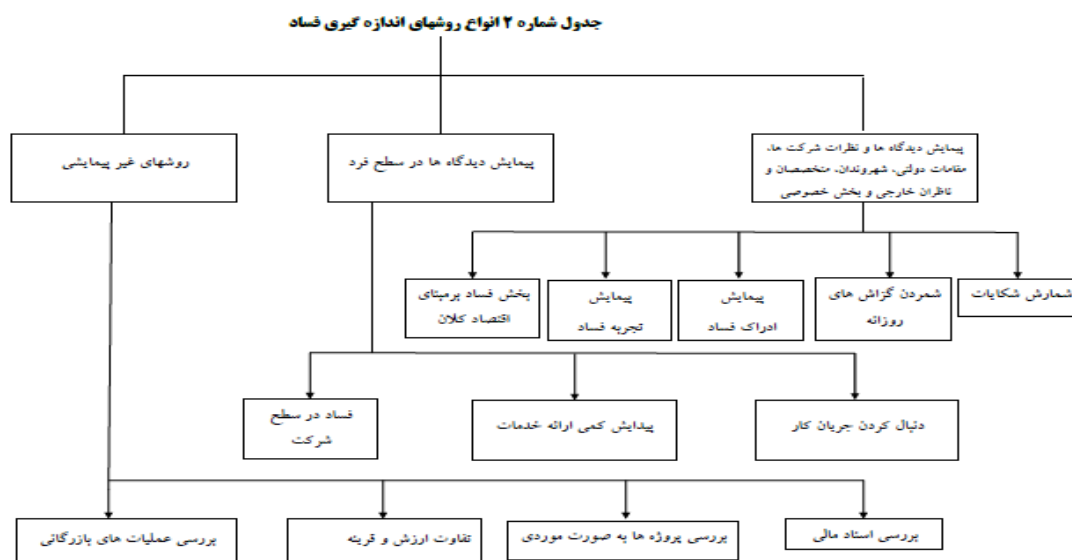 جدول شماره ۲ انواع روشهای اندازه گیری فساد
پیمایش دیدگاه ها و نظرات شرکت ها،
مقامات دولتی، شهروندان، متخصصان و
ناظران خارجی و بخش خصوصی
پیمایش دیدگاه ها در سطح فرد
روشهای غیر پیمایشی
شمارش شکایات
شمردن گزاش های
روزانه
پیمایش
ادراک فساد
پیمایش
تجربه فساد
بخش فساد برمبنای
اقتصاد کلان
دنبال کردن جریان کار
پیدایش کمی ارائه خدمات
فساد در سطح
شرکت
بررسی اسناد مالی
بررسی پروژه ها به صورت موردی
تفاوت ارزش و قرینه
بررسی عملیات های بازرگانی